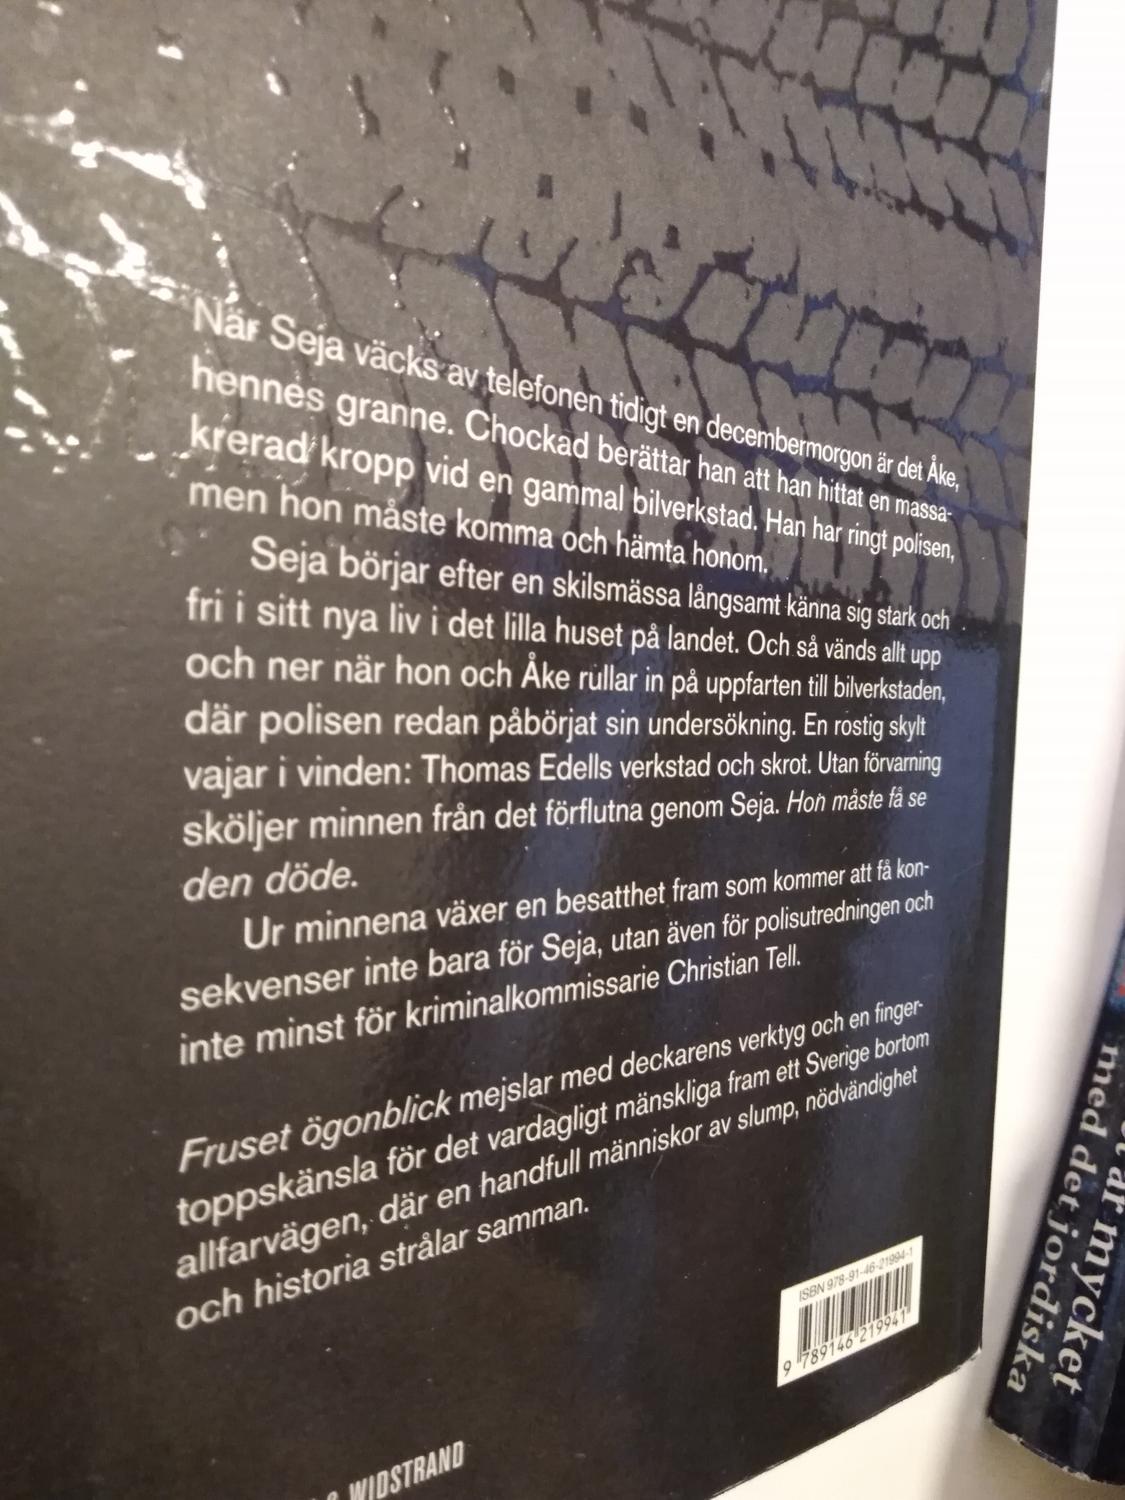 När Seja väcks av telefonen tidigt en decembermorgon är det Åke,
hennes granne. Chockad berättar han att han hittat en massa-
krerad kropp vid en gammal bilverkstad. Han har ringt polisen,
men hon måste komma och hämta honom.
Seja börjar efter en skilsmässa långsamt känna sig stark och
fri i sitt nya liv i det lilla huset på landet. Och så vänds allt upp
och ner när hon och Åke rullar in på uppfarten till bilverkstaden,
där polisen redan påbörjat sin undersökning. En rostig skylt
vajar i vinden: Thomas Edells verkstad och skrot. Utan förvarning
sköljer minnen från det förflutna genom Seja. Hon måste få se
den döde.
Ur minnena växer en besatthet fram som kommer att få kon-
sekvenser inte bara för Seja, utan även för polisutredningen och
inte minst för kriminalkommissarie Christian Tell.
Fruset ögonblick mejslar med deckarens verktyg och en finger-
toppskänsla för det vardagligt mänskliga fram ett Sverige bortom
allfarvägen, där en handfull människor av slump, nödvändighet
och historia strålar samman.
ISBN 978-91-46-21994-1
9 789146 219941
& WIDSTRAND
är mycket
med det jordiska